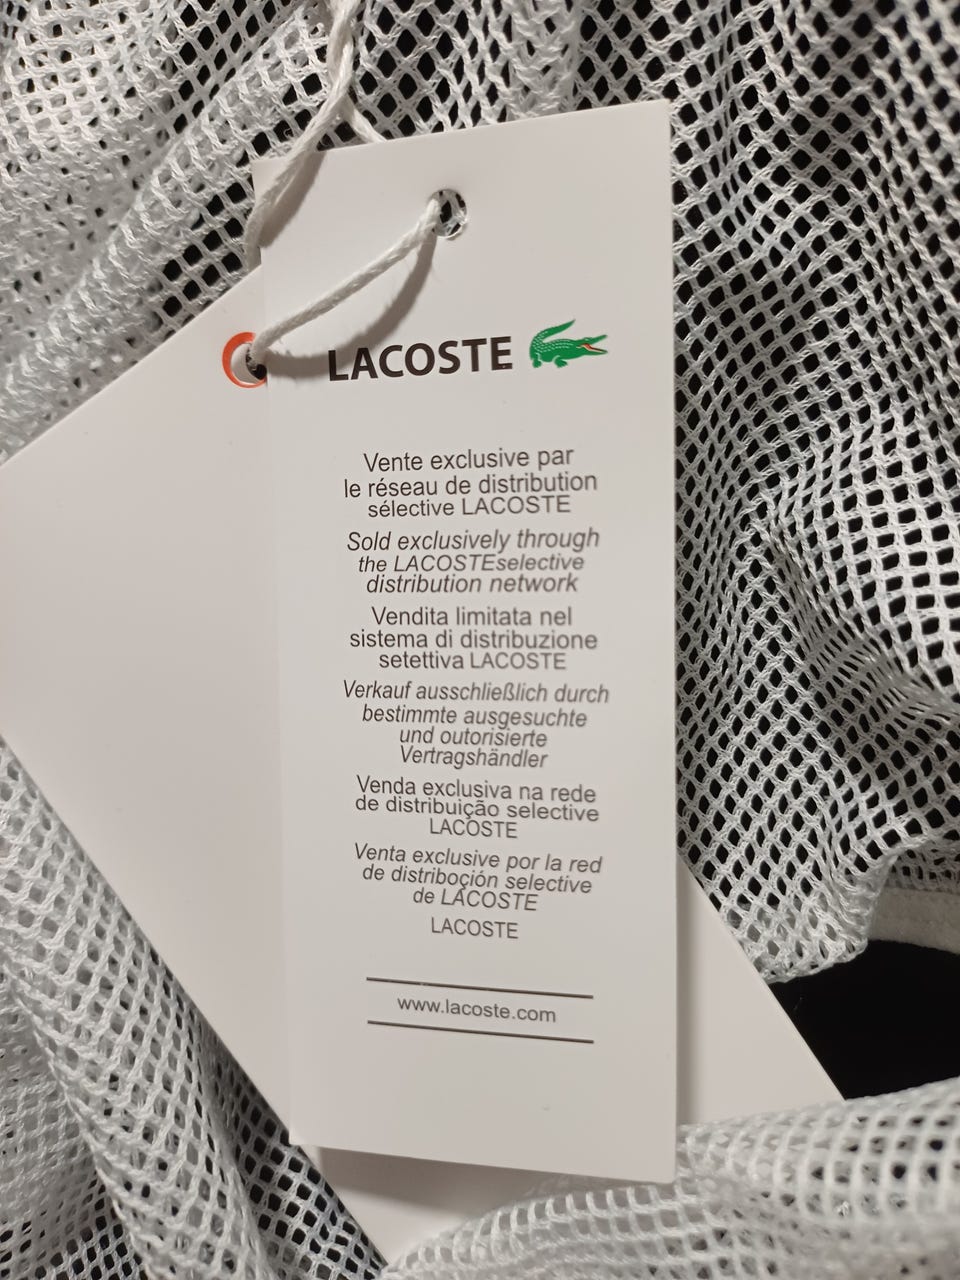 LACOSTE
Vente exclusive par
le réseau de distribution
sélective LACOSTE
Sold exclusively through
the LACOSTEselective
distribution network
Vendita limitata nel
sistema di distribuzione
setettiva LACOSTE
Verkauf ausschließlich durch
bestimmte ausgesuchte
und outorisierte
Vertragshändler
Venda exclusiva na rede
de distribuição selective
LACOSTE
Venta exclusive por la red
de distriboción selective
de LACOSTE
LACOSTE
www.lacoste.com